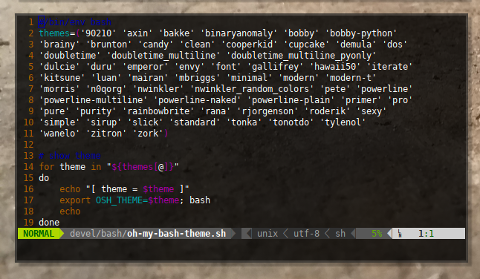 1 #!/bin/env bash
2 themes=('90210' 'axin' 'bakke' 'binaryanomaly' 'bobby' 'bobby-python'
3 'brainy' 'brunton' 'candy' 'clean' 'cooperkid' 'cupcake' 'demula' 'dos'
4 'doubletime' 'doubletime_multiline' 'doubletime_multiline_pyonly'
5 'dulcie' 'duru' 'emperor' 'envy' 'font' 'gallifrey' 'hawaii50' 'iterate'
6 'kitsune' 'luan' 'mairan' 'mbriggs' 'minimal' 'modern' 'modern-t'
7 'morris' 'n0qorg' 'nwinkler' 'nwinkler_random_colors' 'pete' 'powerline'
8 'powerline-multiline' 'powerline-naked' 'powerline-plain' 'primer' 'pro'
9 'pure' 'purity' 'rainbowbrite' 'rana' 'rjorgenson' 'roderik' 'sexy'
10 'simple' 'sirup' 'slick' 'standard' 'tonka' 'tonotdo' 'tylenol'
11 'wanelo' 'zitron' 'zork')
12
13
14 for theme in "${themes[@]}"
15 do
16 echo "[ theme = $theme ]"
17 export OSH_THEME=$theme; bash
18 echo
19 done
NORMAL devel/bash/oh-my-bash-theme.sh unix utf-8 sh 5% 1:1